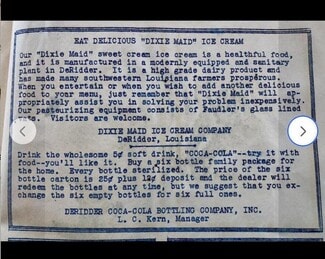 EAT DELICIOUS "DIXIE MAID" ICE CREAM
Our "Dixie Maid" sweet cream ice cream is a healthful food,
and it is manufactured in a modernly equipped and sanitary
plant in DeRidder. It is a high grade dairy product and
has made many southwestern Louisiana farmers prosperous.
When you entertain or when you wish to add another delicious
food to your menu, just remember that "Dixie Maid" will ap-
propriately assist you in solving your problem inexpensively.
Our pasteurizing equipment consists of Faudler's glass lined
vats. Visitors are welcome.
DIXIE MAID ICE CREAM COMPANY
DeRidder, Louisiana
Drink the wholesome 5¢ soft drink, "COCA-COLA"--try it with
food--you'll like it. Buy a six bottle family package for
the home. Every bottle sterilized. The price of the six
bottle carton is 25¢ plus 12¢ deposit and the dealer will
redeem the bottles at any time, but we suggest that you ex-
change the six empty bottles for six full ones.
DERIDDER COCA-COLA BOTTLING COMPANY, INC.
L. C. Kern, Manager